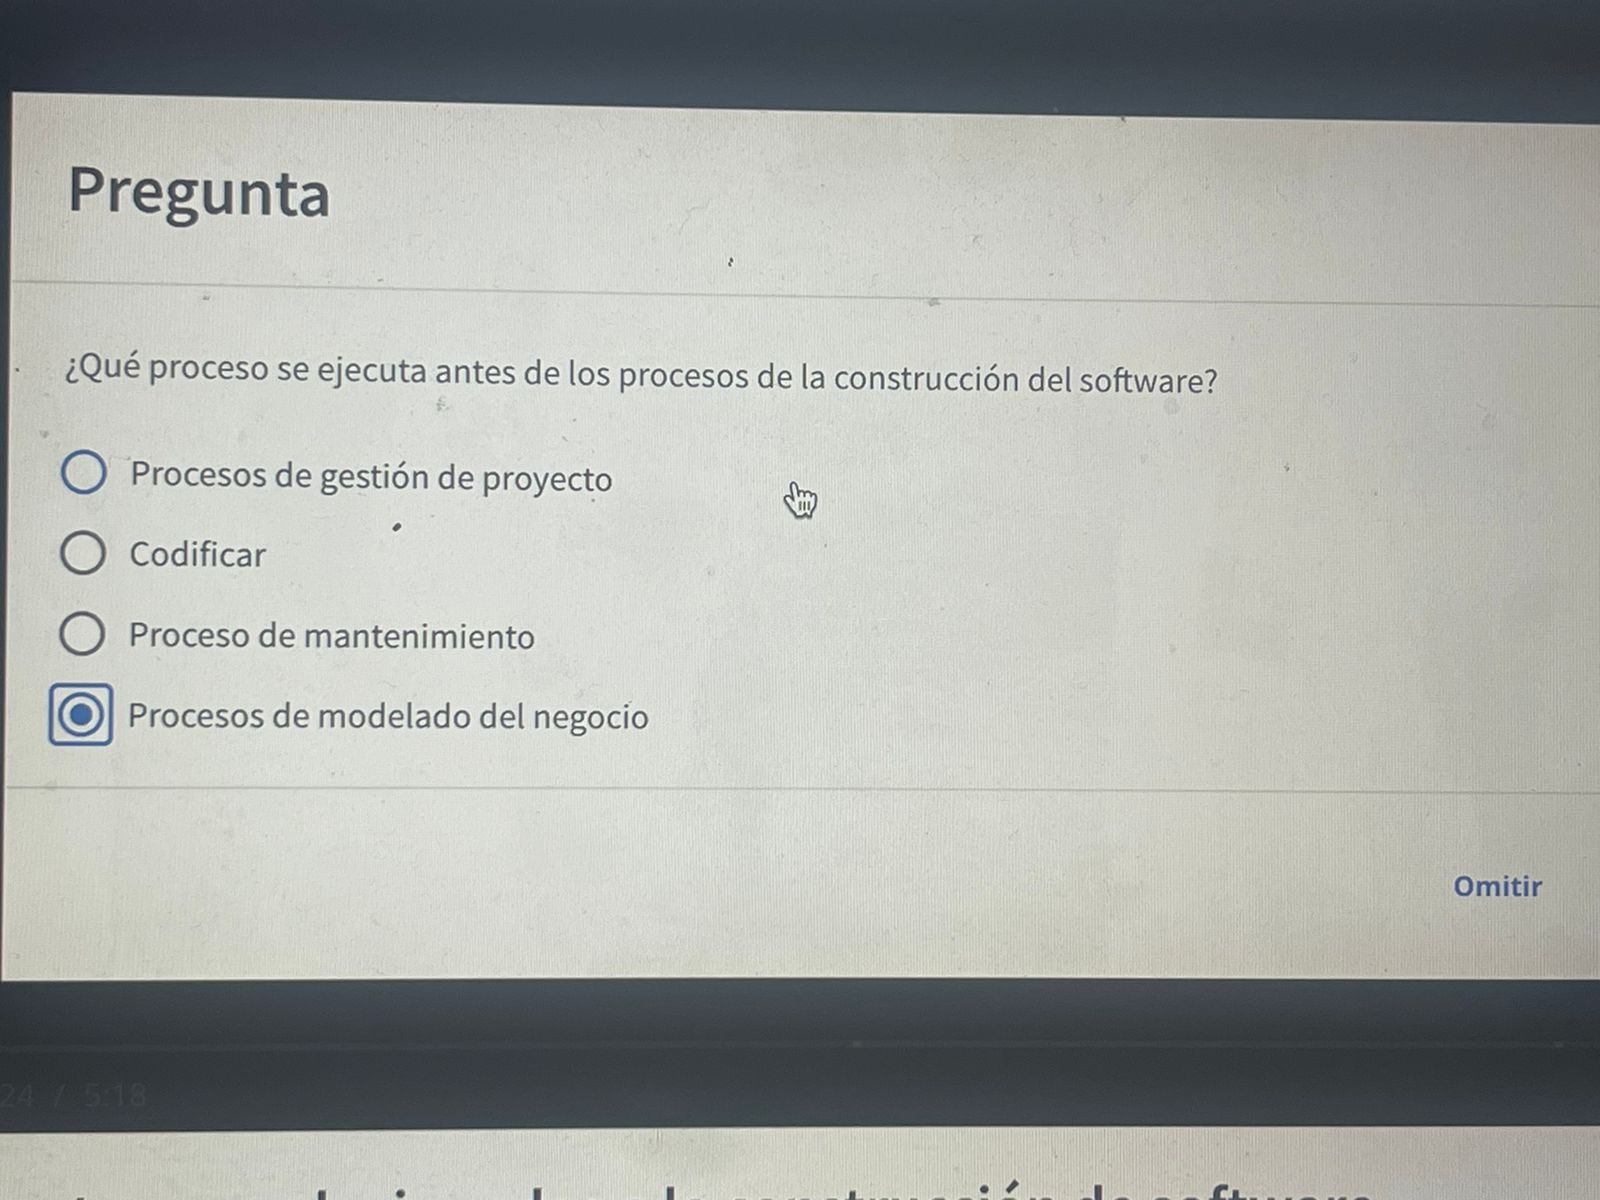 Pregunta
¿Qué proceso se ejecuta antes de los procesos de la construcción del software?
Procesos de gestión de proyecto
Codificar
Proceso de mantenimiento
Procesos de modelado del negocio
Omitir
24 / 5:18